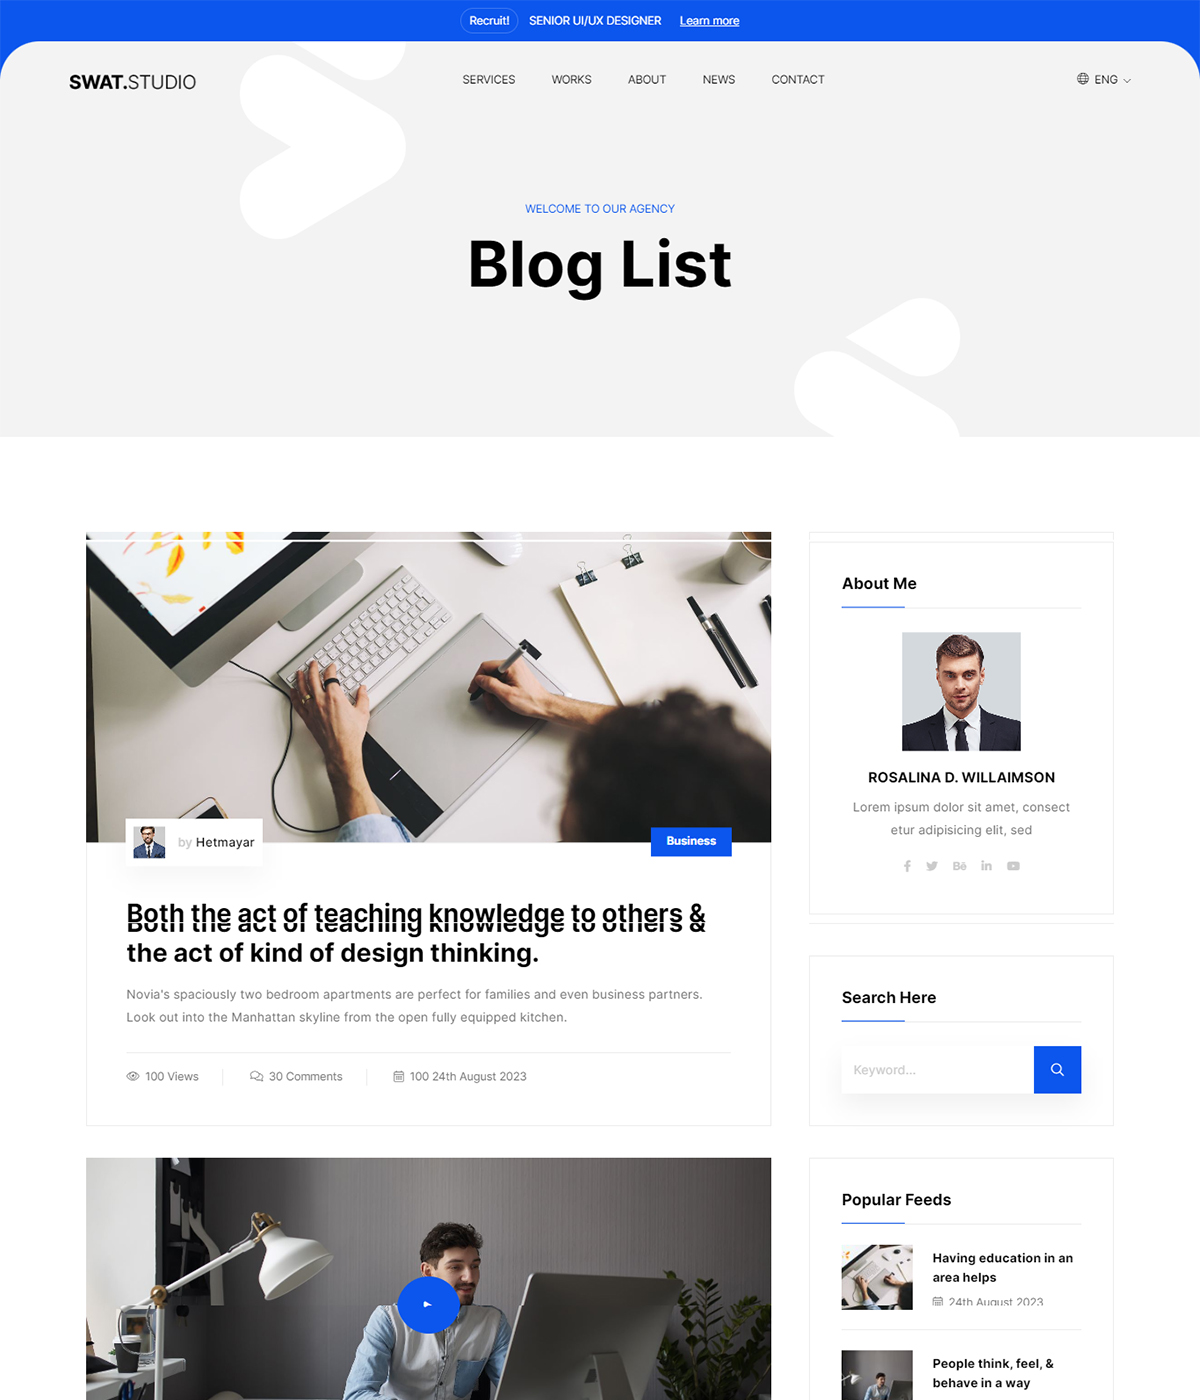 Recruit! SENIOR UI/UX DESIGNER Learn more
SWAT.STUDIO SERVICES WORKS ABOUT NEWS CONTACT ENG
WELCOME TO OUR AGENCY
Blog List
by Hetmayar
Business
Both the act of teaching knowledge to others &
the act of kind of design thinking.
Novia's spaciously two bedroom apartments are perfect for families and even business partners.
Look out into the Manhattan skyline from the open fully equipped kitchen.
100 Views 30 Comments 100 24th August 2023
About Me
ROSALINA D. WILLAIMSON
Lorem ipsum dolor sit amet, consect
etur adipisicing elit, sed
Search Here
Keyword...
Popular Feeds
Having education in an
area helps
24th August 2023
People think, feel, &
behave in a way